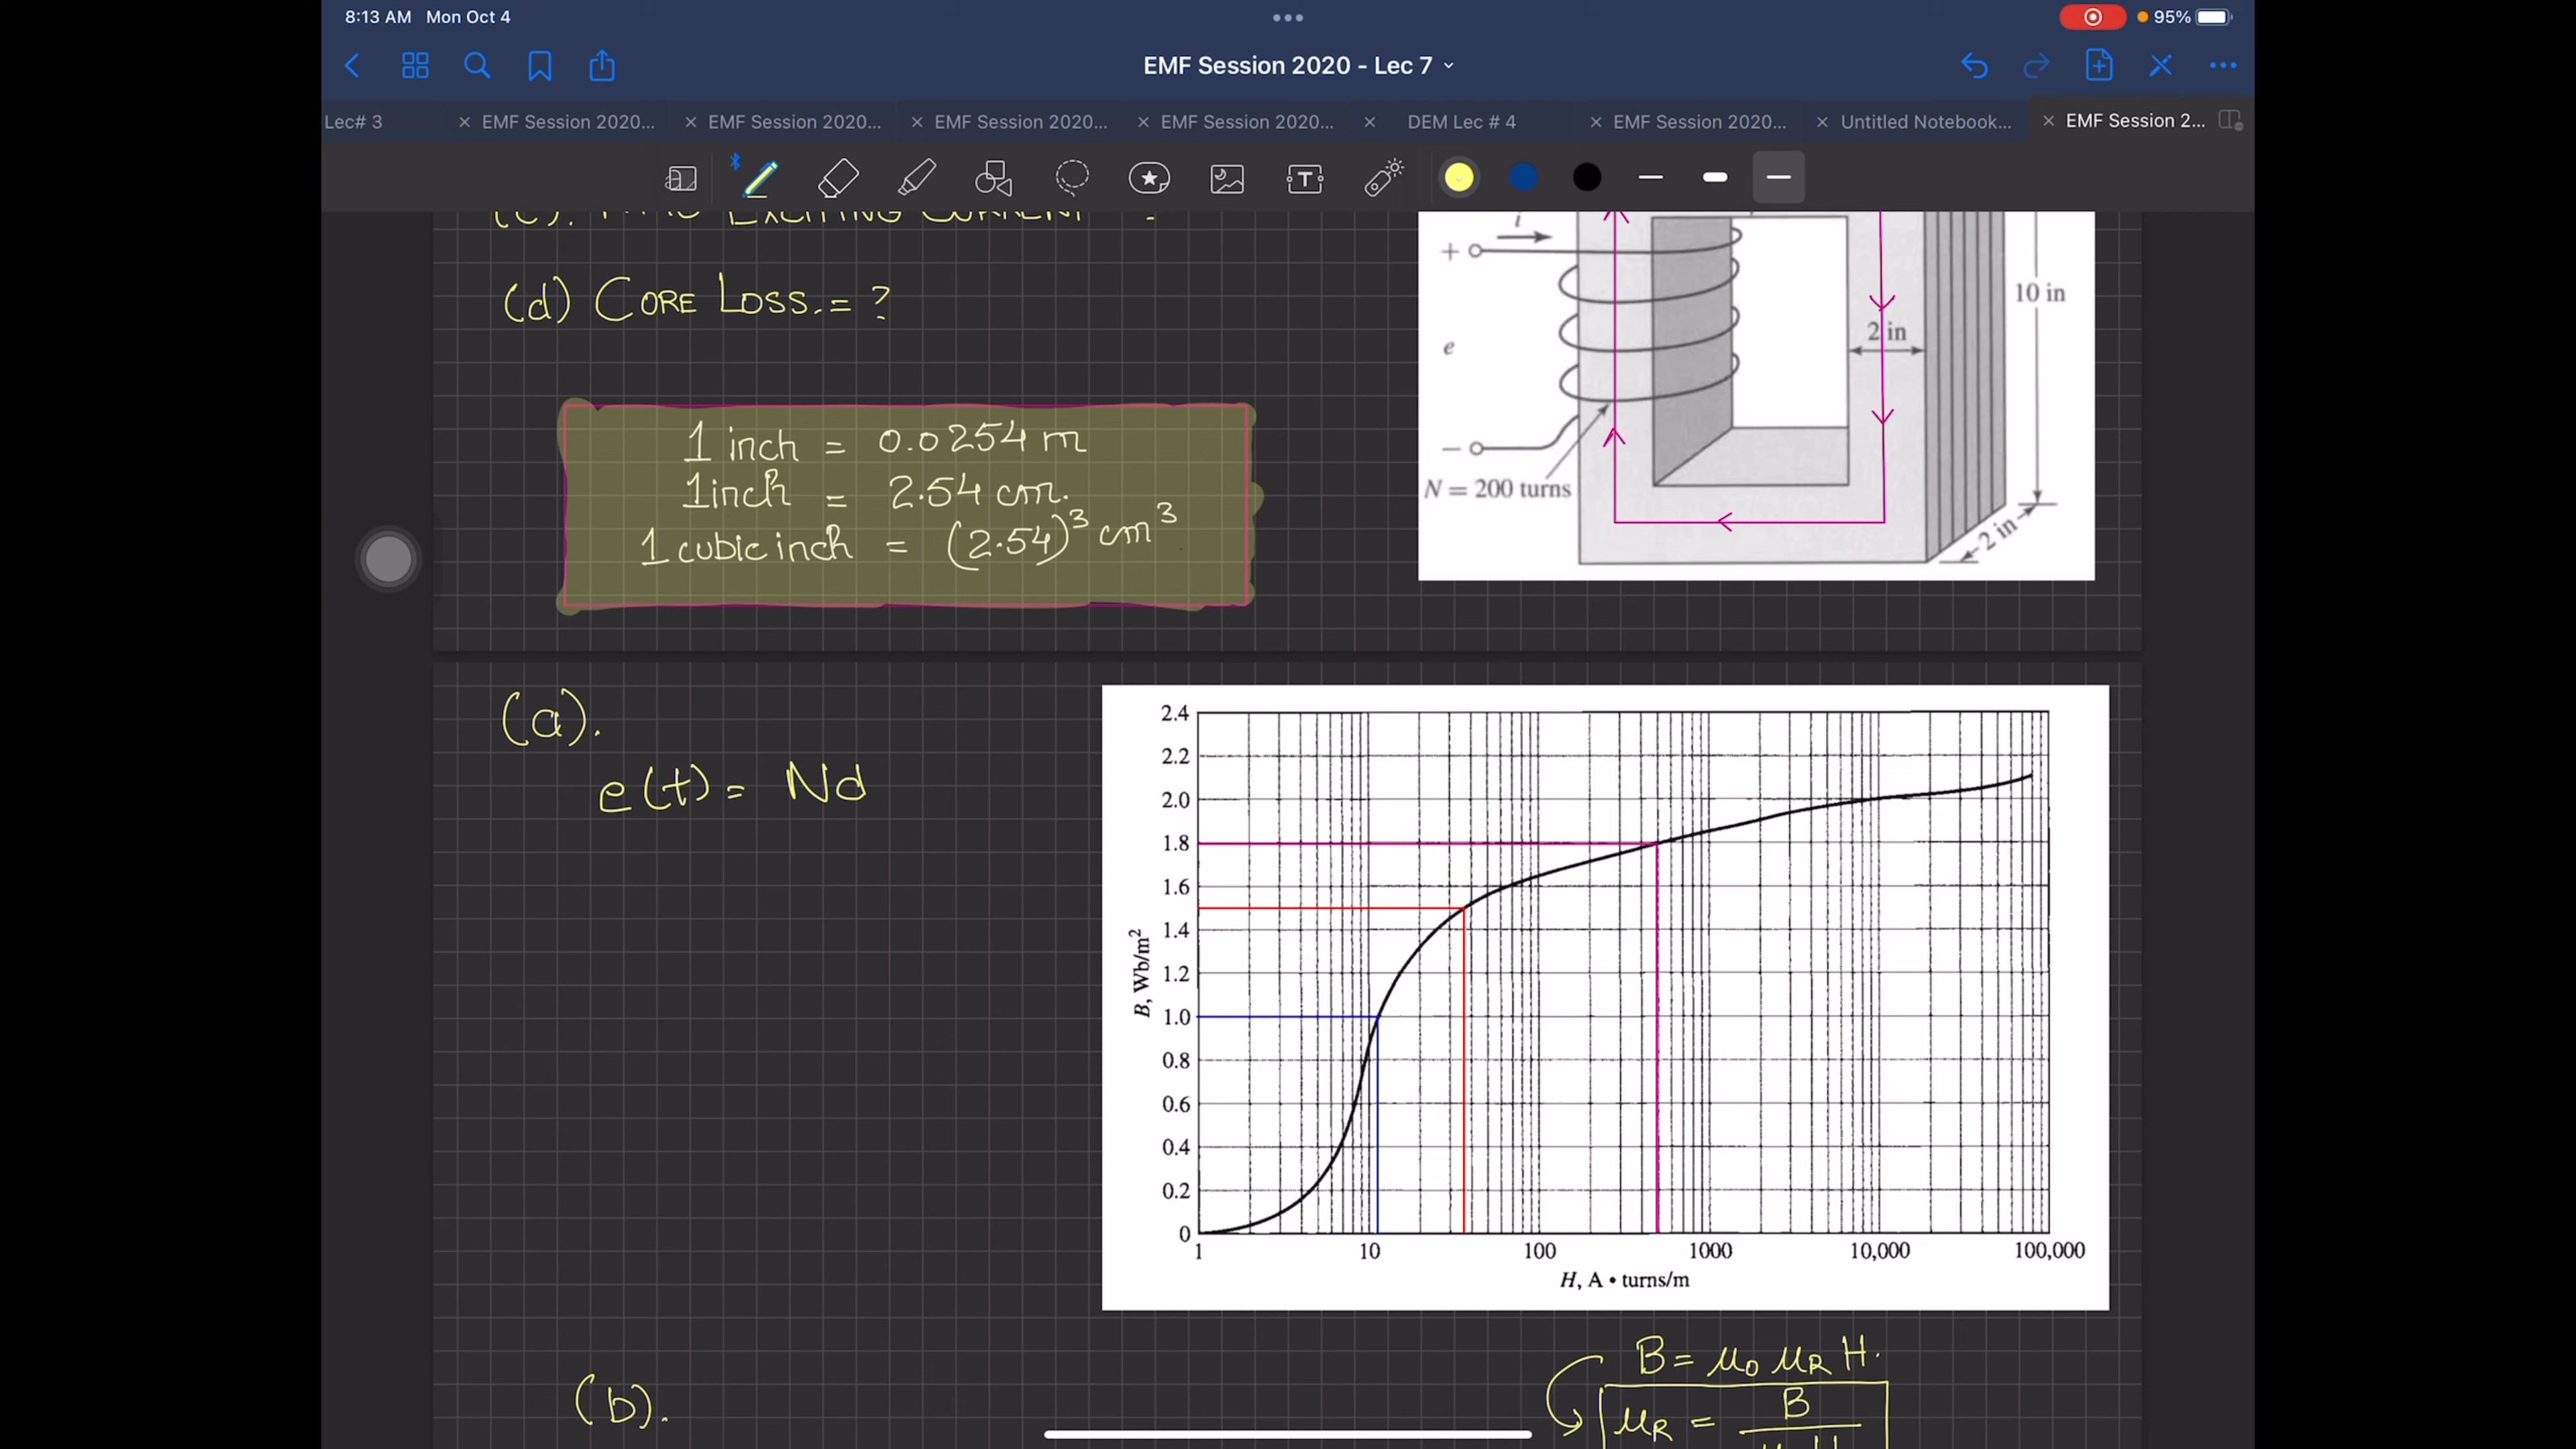 8:13 AM Mon Oct 4
95%
EMF Session 2020 - Lec 7
Lec# 3
EMF Session 2020...
EMF Session 2020...
EMF Session 2020...
EMF Session 2020...
DEM Lec # 4
EMF Session 2020...
Untitled Notebook...
EMF Session 2...
(d) CORE LOSS. = ?
1 inch = 0.0254 m
1 inch = 2.54 cm.
1 cubic inch = (2.54)³ cm³
i
+
e
−
N = 200 turns
2 in
10 in
2 in
(a).
e(t) = Nd
2.4
2.2
2.0
1.8
1.6
1.4
1.2
1.0
0.8
0.6
0.4
0.2
0
B, Wb/m²
1 10 100 1000 10,000 100,000
H, A • turns/m
(b).
B = μ₀ μR H.
μR = B